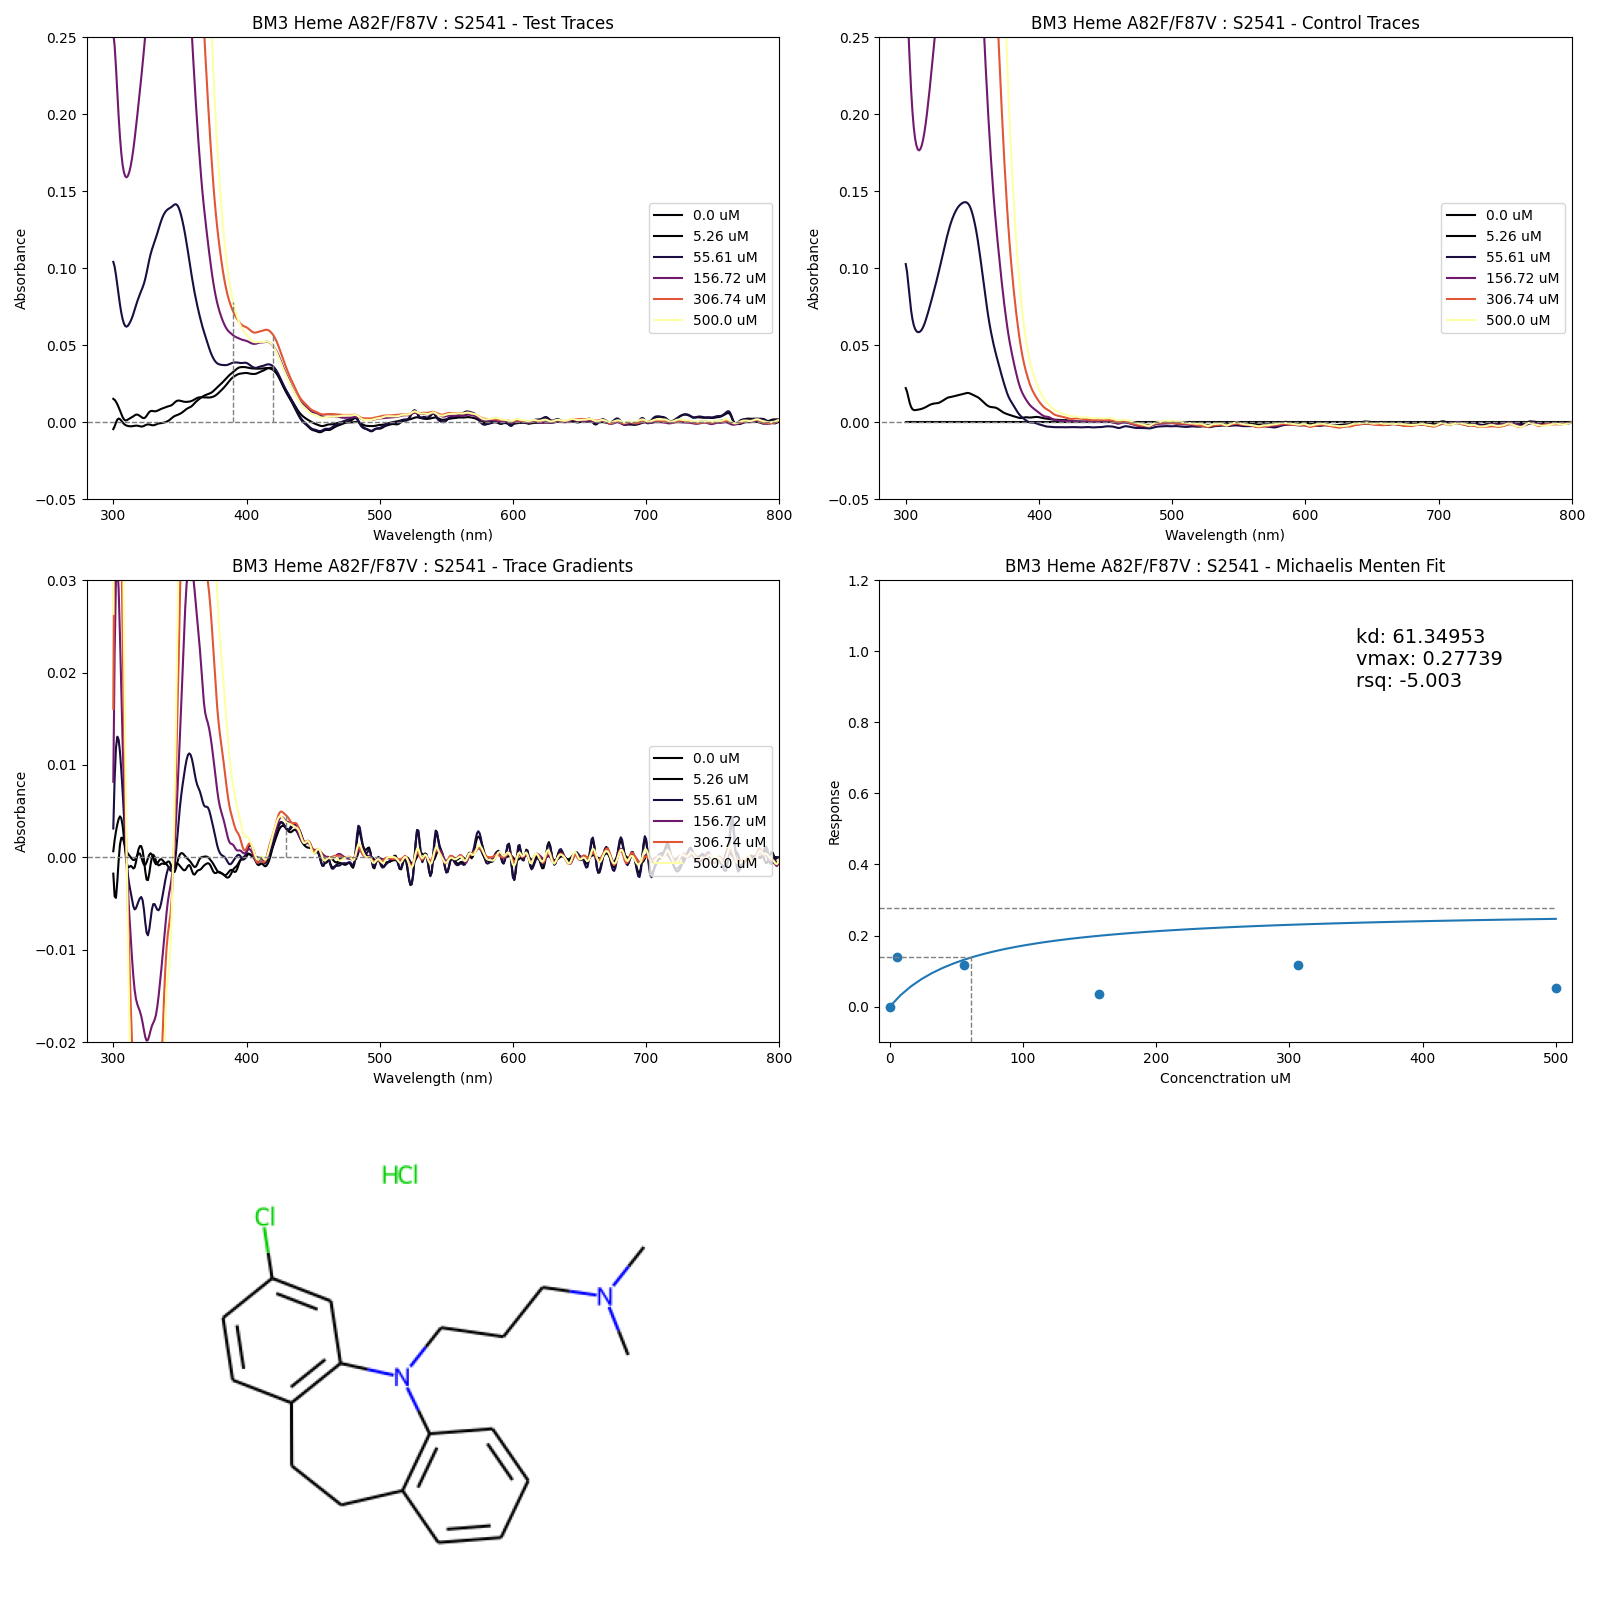 BM3 Heme A82F/F87V : S2541 - Test Traces
0.25
0.20
0.15
0.10
0.05
0.00
−0.05
Absorbance
300
400
500
600
700
800
Wavelength (nm)
0.0 uM
5.26 uM
55.61 uM
156.72 uM
306.74 uM
500.0 uM
BM3 Heme A82F/F87V : S2541 - Control Traces
0.25
0.20
0.15
0.10
0.05
0.00
−0.05
Absorbance
300
400
500
600
700
800
Wavelength (nm)
0.0 uM
5.26 uM
55.61 uM
156.72 uM
306.74 uM
500.0 uM
BM3 Heme A82F/F87V : S2541 - Trace Gradients
0.03
0.02
0.01
0.00
−0.01
−0.02
Absorbance
300
400
500
600
700
800
Wavelength (nm)
0.0 uM
5.26 uM
55.61 uM
156.72 uM
306.74 uM
500.0 uM
BM3 Heme A82F/F87V : S2541 - Michaelis Menten Fit
1.2
1.0
0.8
0.6
0.4
0.2
0.0
Response
0
100
200
300
400
500
Concenctration uM
kd: 61.34953
vmax: 0.27739
rsq: -5.003
HCl
Cl
N
N